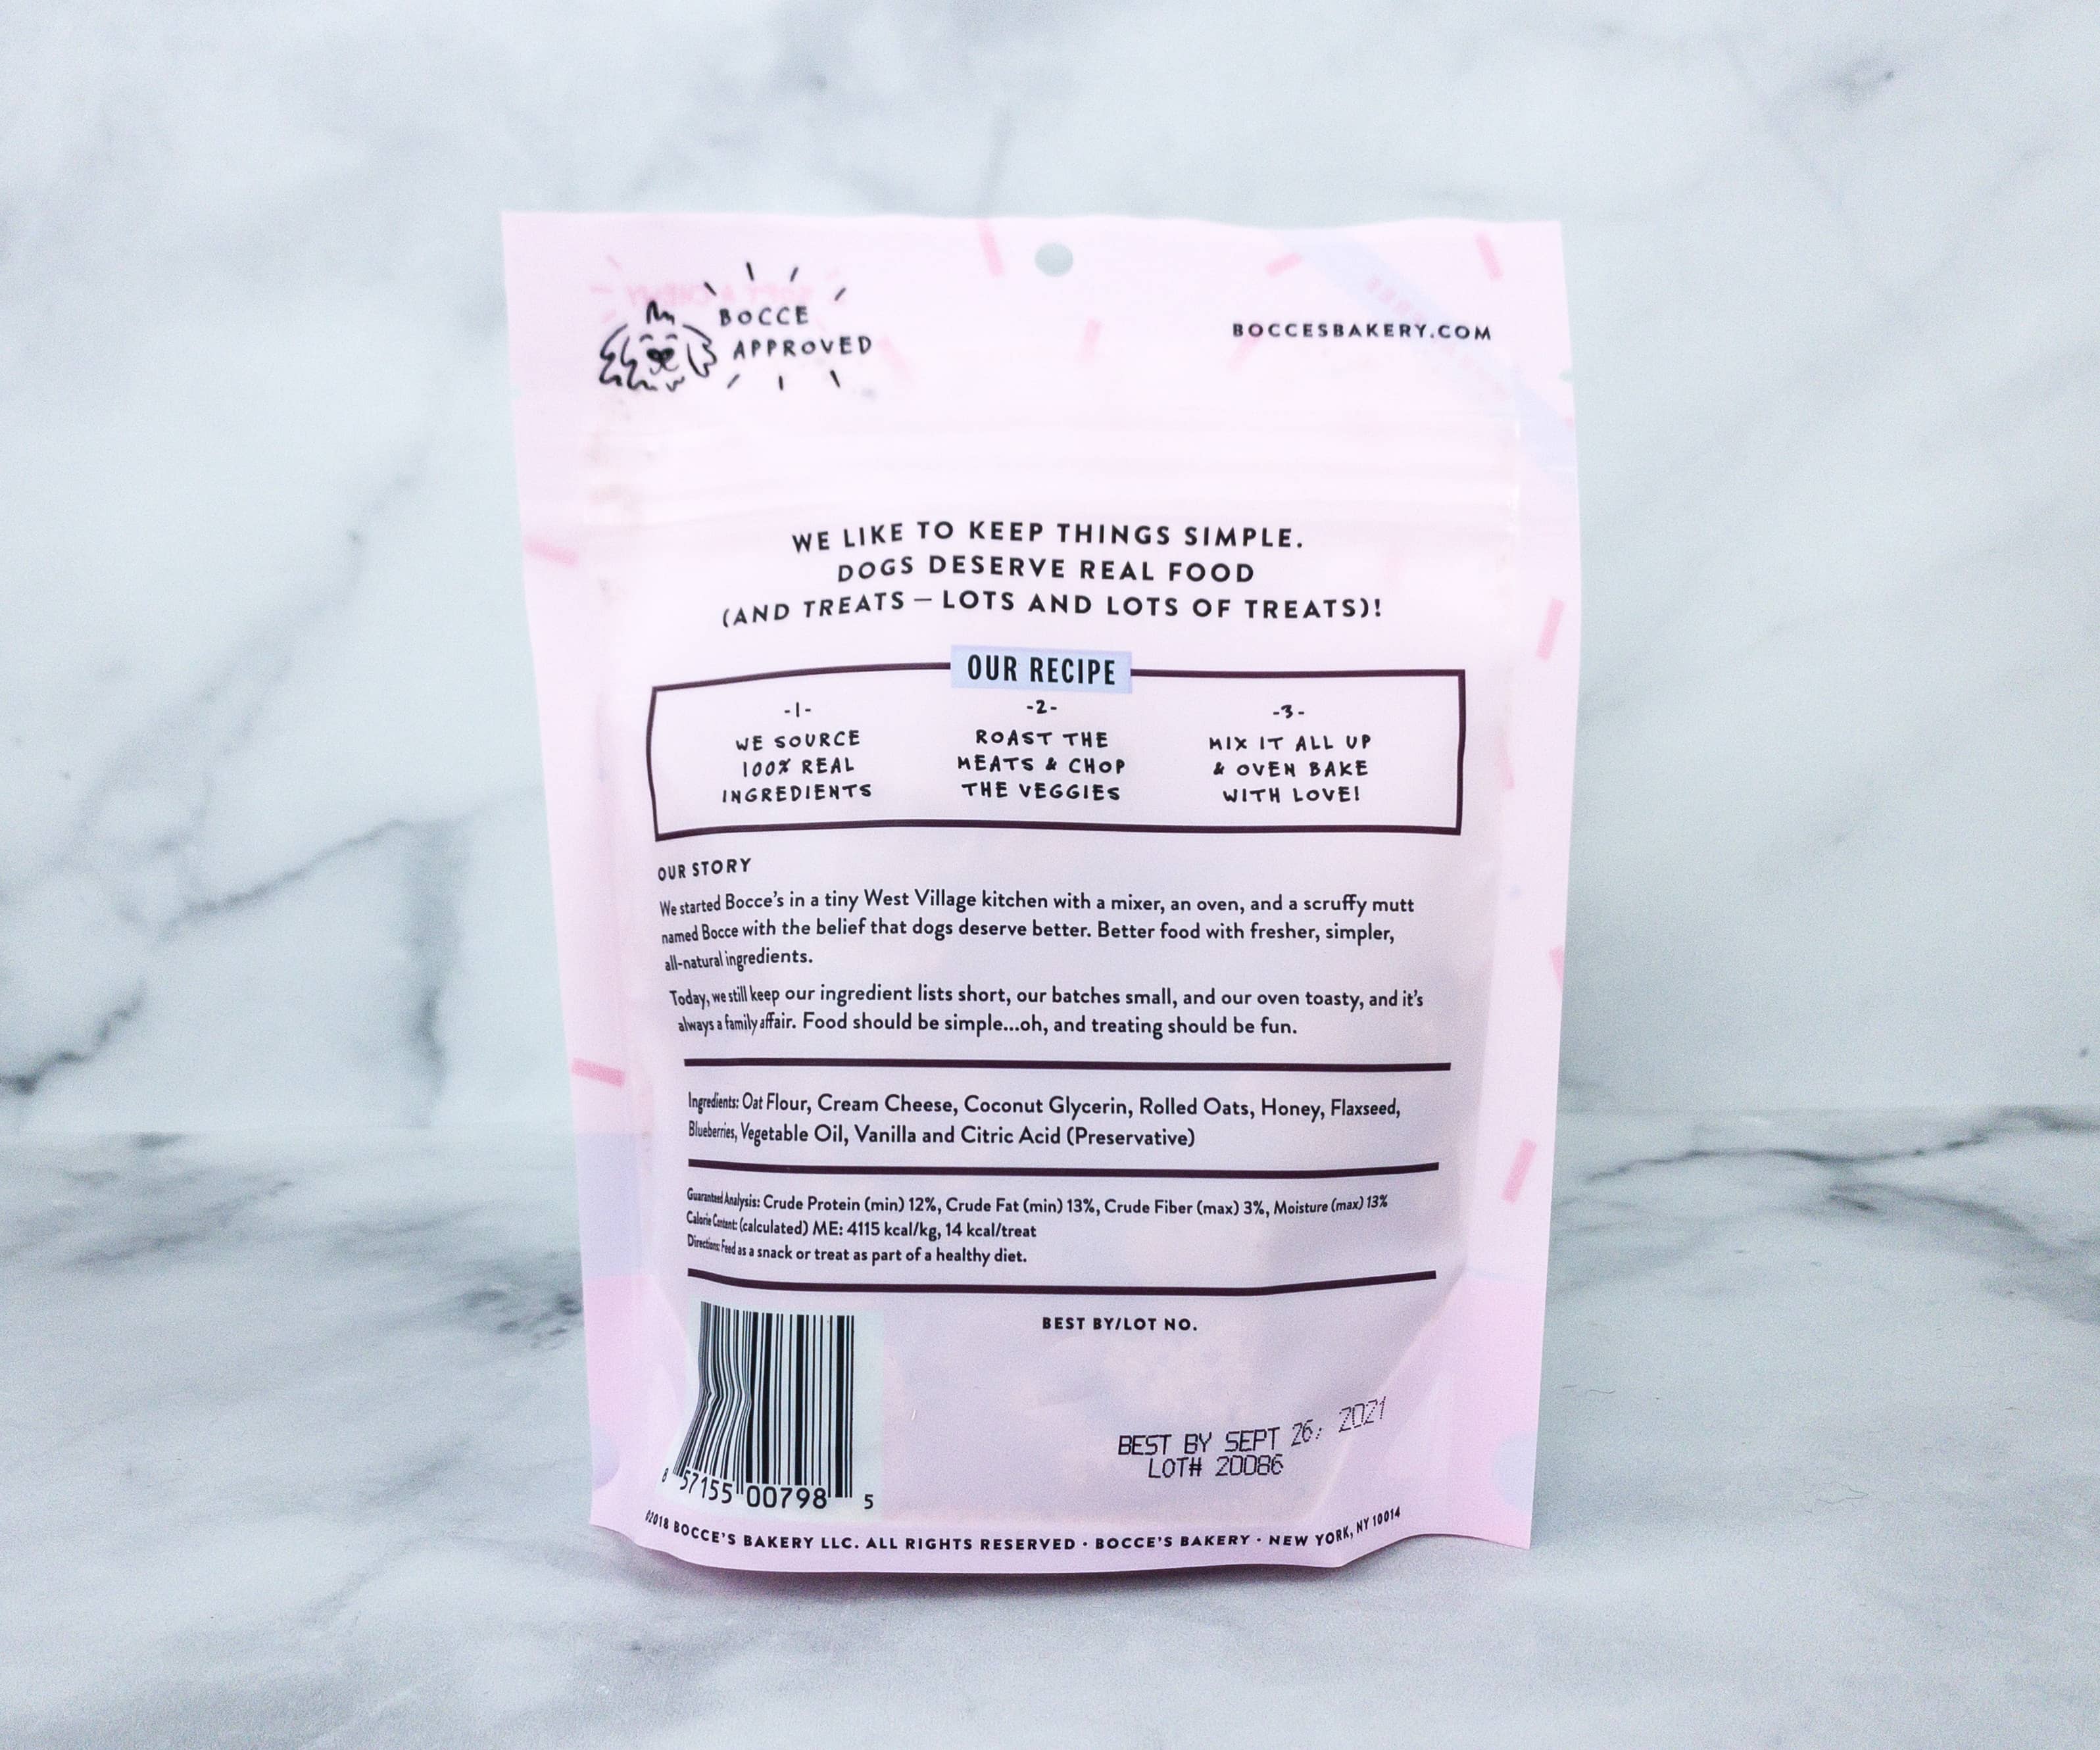 BOCCE
APPROVED
BOCCESBAKERY.COM
WE LIKE TO KEEP THINGS SIMPLE.
DOGS DESERVE REAL FOOD
(AND TREATS — LOTS AND LOTS OF TREATS)!
OUR RECIPE
-1-
WE SOURCE
100% REAL
INGREDIENTS
-2-
ROAST THE
MEATS & CHOP
THE VEGGIES
-3-
MIX IT ALL UP
& OVEN BAKE
WITH LOVE!
OUR STORY
We started Bocce's in a tiny West Village kitchen with a mixer, an oven, and a scruffy mutt
named Bocce with the belief that dogs deserve better. Better food with fresher, simpler,
all-natural ingredients.
Today, we still keep our ingredient lists short, our batches small, and our oven toasty, and it's
always a family affair. Food should be simple...oh, and treating should be fun.
Ingredients: Oat Flour, Cream Cheese, Coconut Glycerin, Rolled Oats, Honey, Flaxseed,
Blueberries, Vegetable Oil, Vanilla and Citric Acid (Preservative)
Guaranteed Analysis: Crude Protein (min) 12%, Crude Fat (min) 13%, Crude Fiber (max) 3%, Moisture (max) 13%
Calorie Content: (calculated) ME: 4115 kcal/kg, 14 kcal/treat
Directions: Feed as a snack or treat as part of a healthy diet.
BEST BY/LOT NO.
BEST BY SEPT 26, 2021
LOT# 20086
8 57155 00798 5
©2018 BOCCE'S BAKERY LLC. ALL RIGHTS RESERVED · BOCCE'S BAKERY · NEW YORK, NY 10014